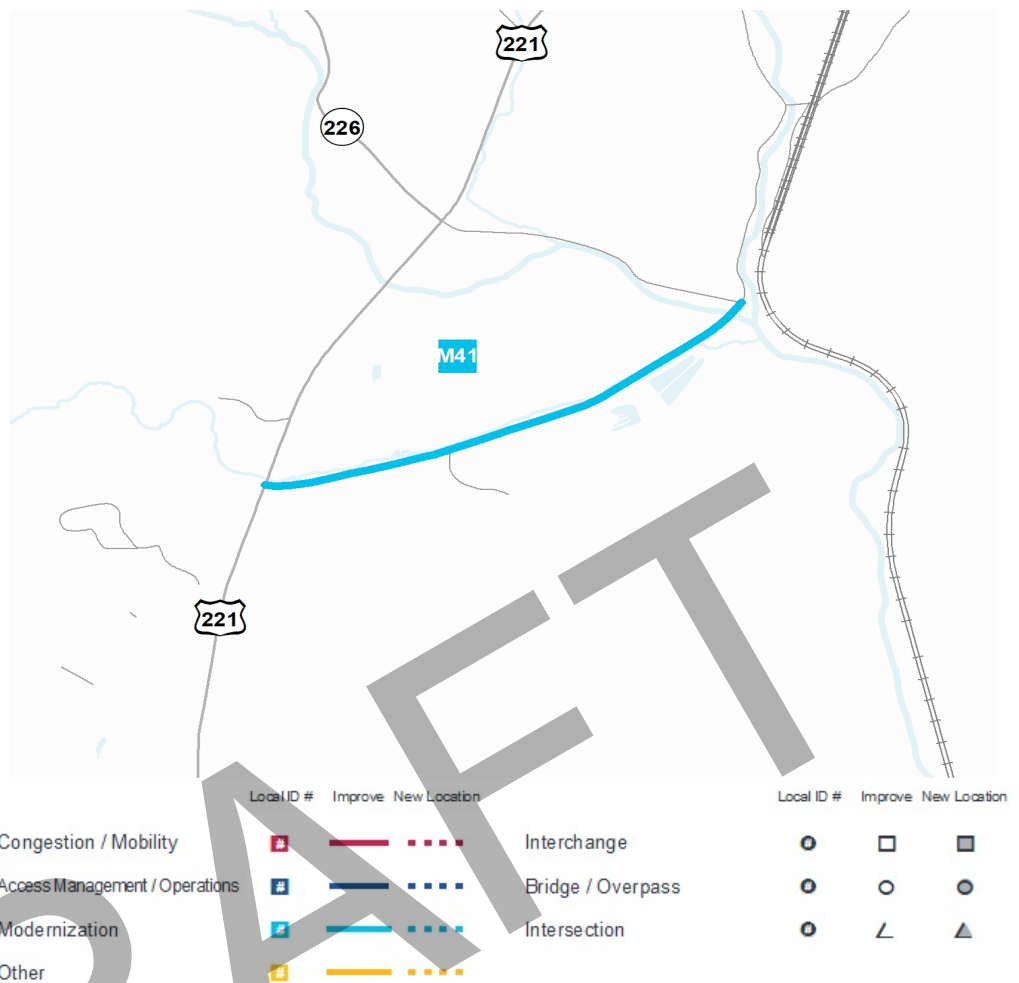 221
226
M41
221
Local ID # Improve New Location
Congestion / Mobility #
Access Management / Operations #
Modernization #
Other #
Local ID # Improve New Location
Interchange #
Bridge / Overpass #
Intersection #
DRAFT